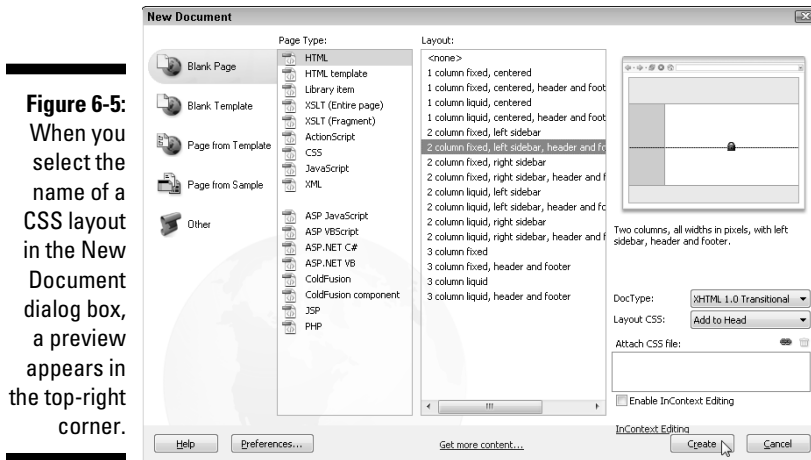 Figure 6-5:
When you
select the
name of a
CSS layout
in the New
Document
dialog box,
a preview
appears in
the top-right
corner.
New Document
Blank Page
Blank Template
Page from Template
Page from Sample
Other
Page Type:
HTML
HTML template
Library item
XSLT (Entire page)
XSLT (Fragment)
ActionScript
CSS
JavaScript
XML
ASP JavaScript
ASP VBScript
ASP.NET C#
ASP.NET VB
ColdFusion
ColdFusion component
JSP
PHP
Layout:
<none>
1 column fixed, centered
1 column fixed, centered, header and foot
1 column liquid, centered
1 column liquid, centered, header and foot
2 column fixed, left sidebar
2 column fixed, left sidebar, header and fo
2 column fixed, right sidebar
2 column fixed, right sidebar, header and f
2 column liquid, left sidebar
2 column liquid, left sidebar, header and fo
2 column liquid, right sidebar
2 column liquid, right sidebar, header and f
3 column fixed
3 column fixed, header and footer
3 column liquid
3 column liquid, header and footer
Two columns, all widths in pixels, with left
sidebar, header and footer.
DocType: XHTML 1.0 Transitional
Layout CSS: Add to Head
Attach CSS file:
Enable InContext Editing
InContext Editing
Help
Preferences...
Get more content...
Create
Cancel